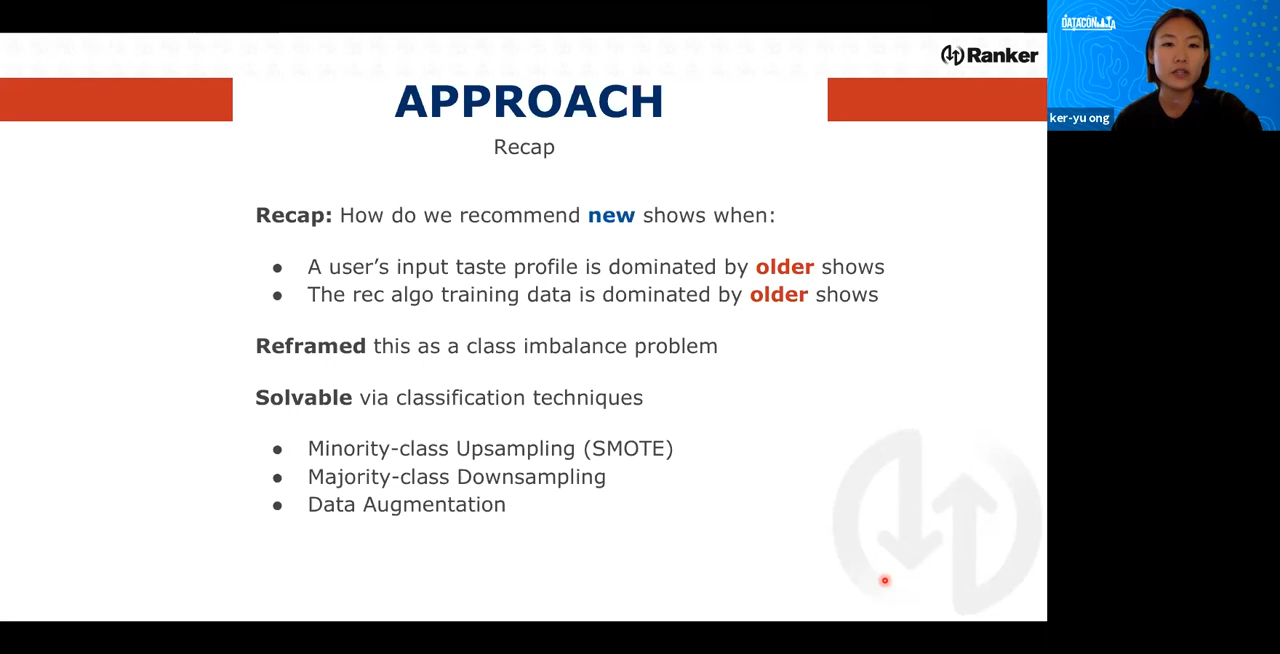 Ranker
DATACONLA
APPROACH
ker-yu ong
Recap
Recap: How do we recommend new shows when:
● A user’s input taste profile is dominated by older shows
● The rec algo training data is dominated by older shows
Reframed this as a class imbalance problem
Solvable via classification techniques
● Minority-class Upsampling (SMOTE)
● Majority-class Downsampling
● Data Augmentation